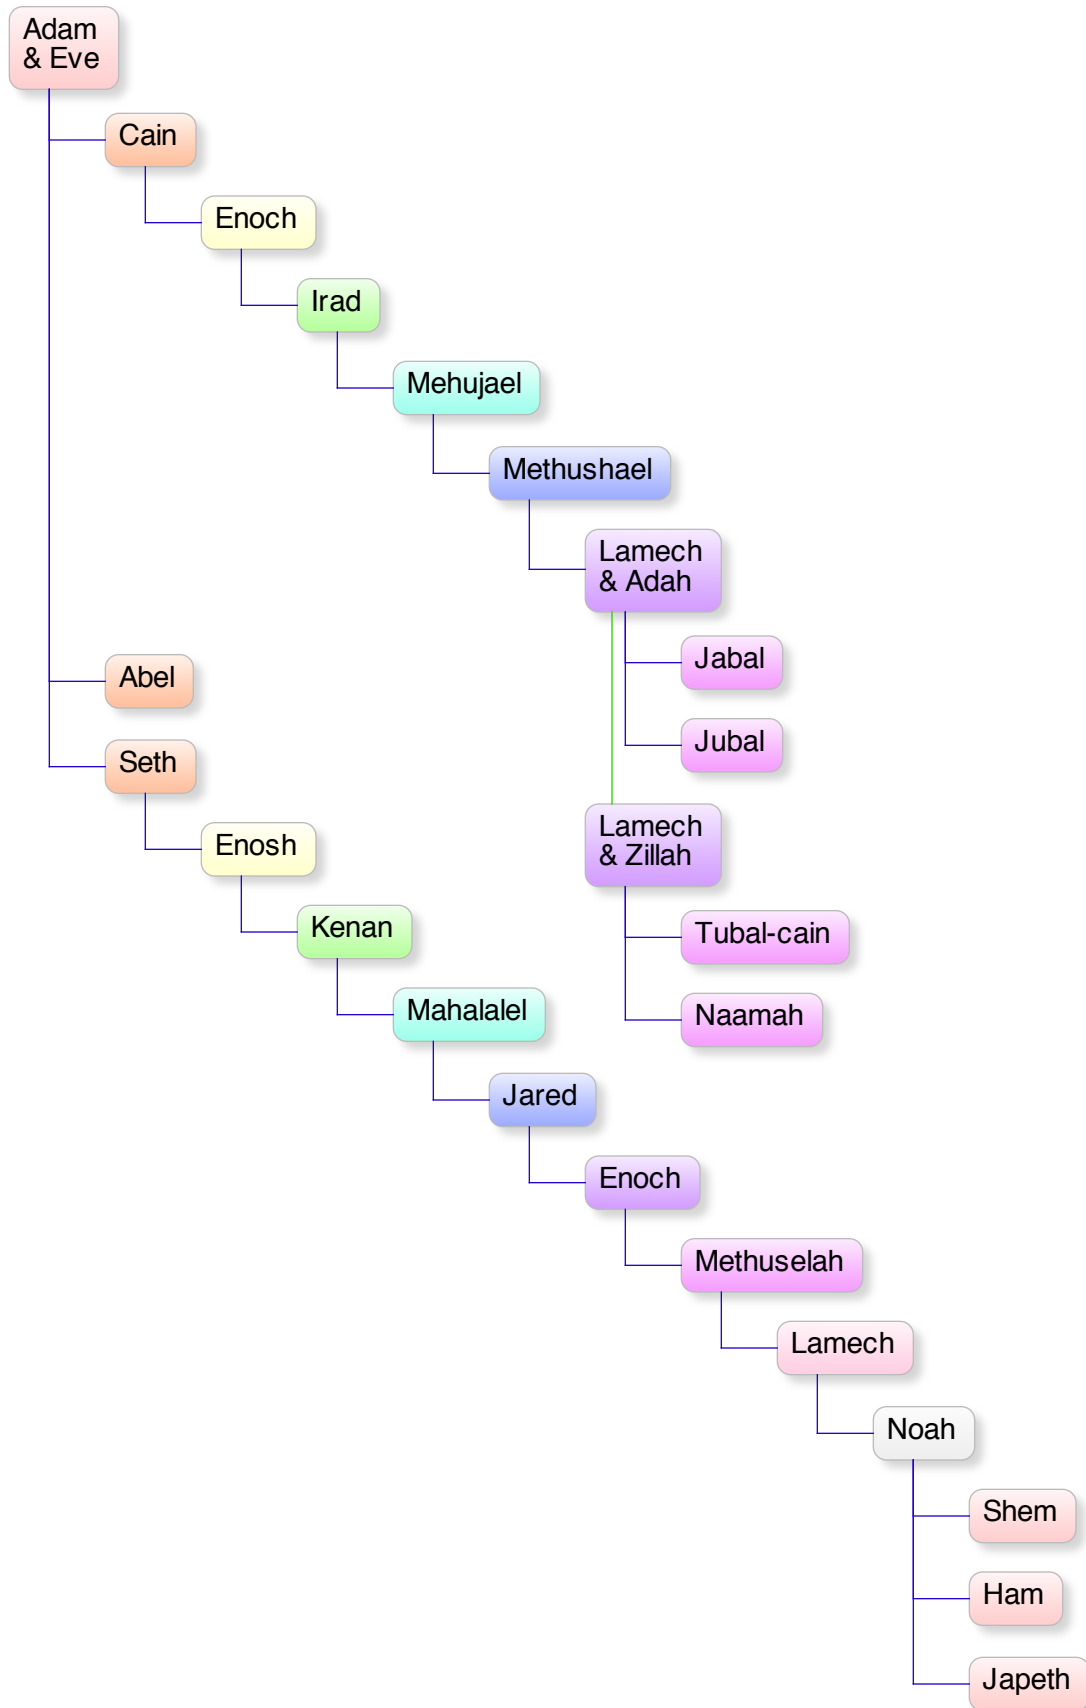 Adam
& Eve
Cain
Enoch
Irad
Mehujael
Methushael
Lamech
& Adah
Jabal
Jubal
Abel
Seth
Lamech
& Zillah
Enosh
Tubal-cain
Kenan
Naamah
Mahalalel
Jared
Enoch
Methuselah
Lamech
Noah
Shem
Ham
Japeth